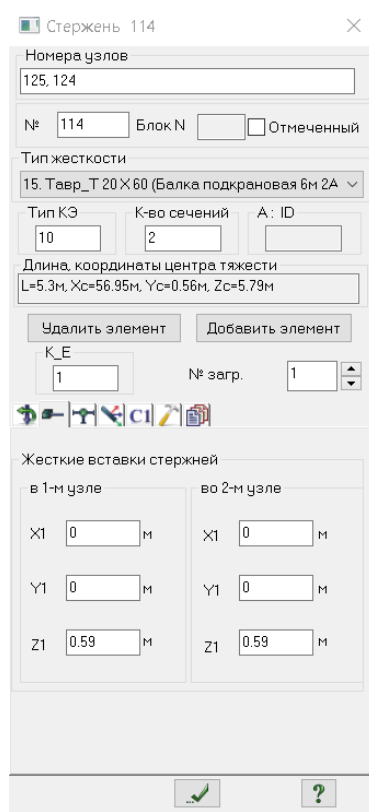 Стержень 114
Номера узлов
125, 124
№ 114 Блок N Отмеченный
Тип жесткости
15. Тавр_Т 20 X 60 (Балка подкрановая 6м 2А
Тип КЭ К-во сечений А : ID
10 2
Длина, координаты центра тяжести
L=5.3м, Xc=56.95м, Yc=0.56м, Zc=5.79м
Удалить элемент Добавить элемент
K_E
1 № загр. 1
C1
Жесткие вставки стержней
в 1-м узле во 2-м узле
X1 0 м X1 0 м
Y1 0 м Y1 0 м
Z1 0.59 м Z1 0.59 м
?